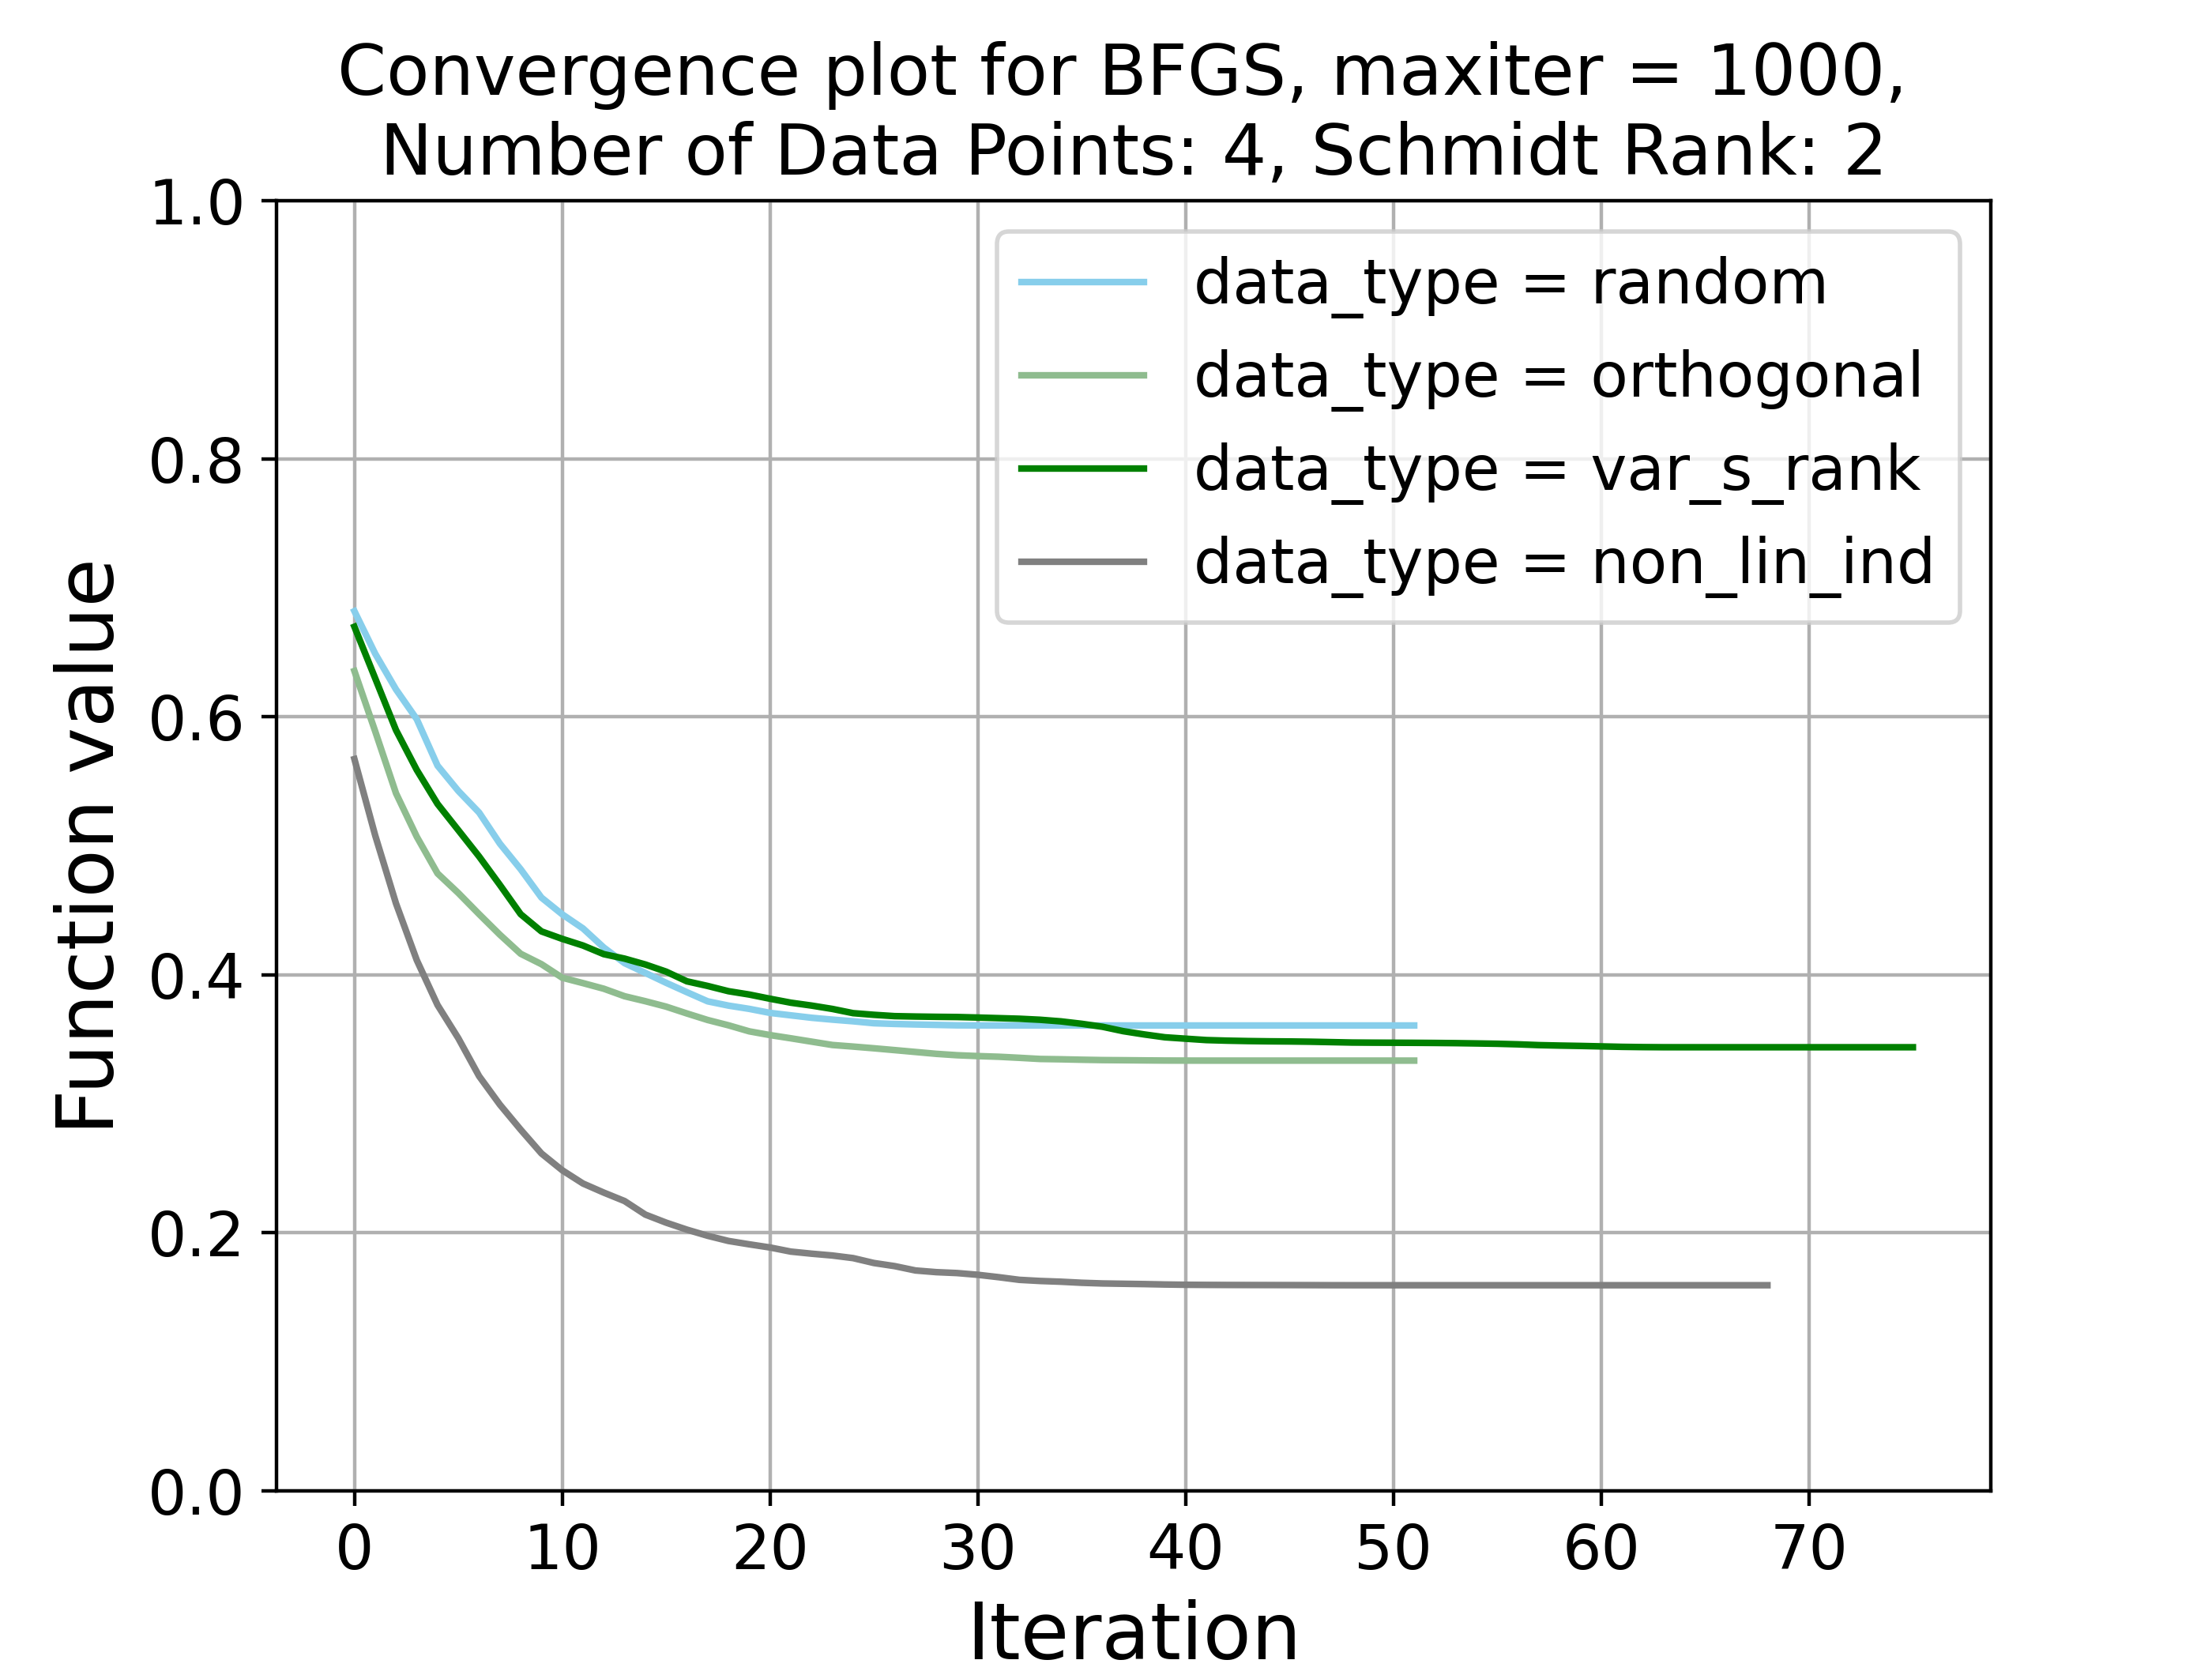 Convergence plot for BFGS, maxiter = 1000,
Number of Data Points: 4, Schmidt Rank: 2
1.0
0.8
0.6
0.4
0.2
0.0
Function value
data_type = random
data_type = orthogonal
data_type = var_s_rank
data_type = non_lin_ind
0 10 20 30 40 50 60 70
Iteration